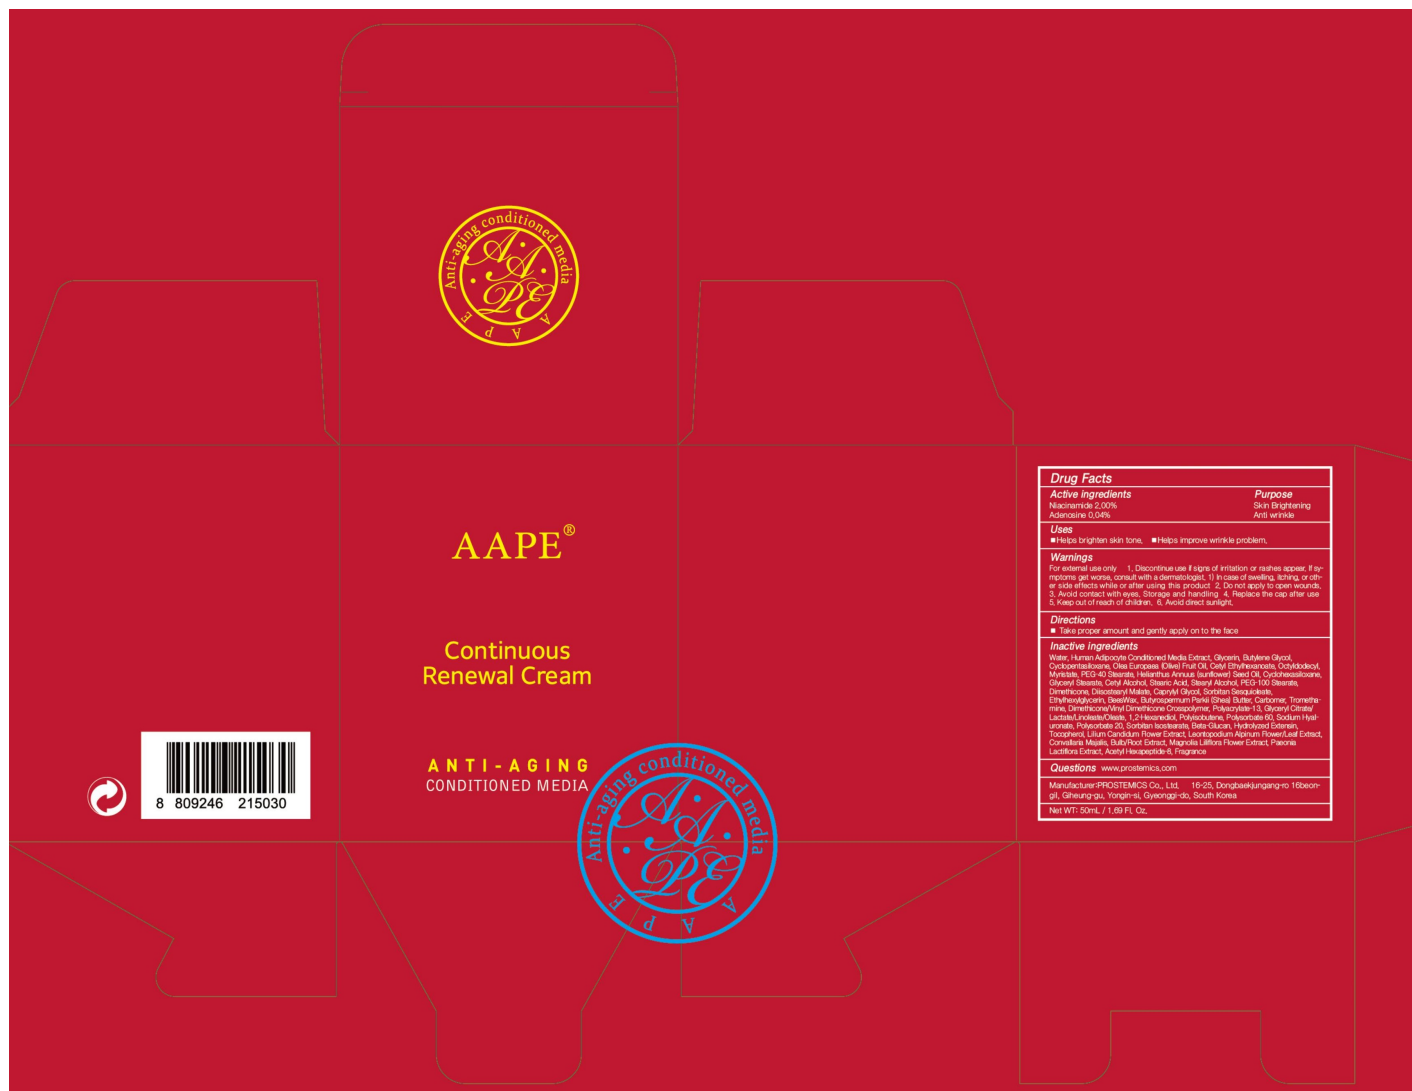 Anti-aging conditioned media
AAPE
A A P E
AAPE®
Continuous
Renewal Cream
ANTI-AGING
CONDITIONED MEDIA
8 809246 215030
Anti-aging conditioned media
AAPE
A A P E
Drug Facts
Active ingredients Purpose
Niacinamide 2.00% Skin Brightening
Adenosine 0.04% Anti wrinkle
Uses
■ Helps brighten skin tone. ■ Helps improve wrinkle problem.
Warnings
For external use only 1. Discontinue use if signs of irritation or rashes appear. If sy-
mptoms get worse, consult with a dermatologist. 1) In case of swelling, itching, or oth-
er side effects while or after using this product 2. Do not apply to open wounds.
3. Avoid contact with eyes. Storage and handling 4. Replace the cap after use
5. Keep out of reach of children. 6. Avoid direct sunlight.
Directions
■ Take proper amount and gently apply on to the face
Inactive ingredients
Water, Human Adipocyte Conditioned Media Extract, Glycerin, Butylene Glycol,
Cyclopentasiloxane, Olea Europaea (Olive) Fruit Oil, Cetyl Ethylhexanoate, Octyldodecyl,
Myristate, PEG-40 Stearate, Helianthus Annuus (sunflower) Seed Oil, Cyclohexasiloxane,
Glyceryl Stearate, Cetyl Alcohol, Stearic Acid, Stearyl Alcohol, PEG-100 Stearate,
Dimethicone, Diisostearyl Malate, Caprylyl Glycol, Sorbitan Sesquioleate,
Ethylhexylglycerin, BeesWax, Butyrospermum Parkii (Shea) Butter, Carbomer, Trometha-
mine, Dimethicone/Vinyl Dimethicone Crosspolymer, Polyacrylate-13, Glyceryl Citrate/
Lactate/Linoleate/Oleate, 1,2-Hexanediol, Polyisobutene, Polysorbate 60, Sodium Hyal-
uronate, Polysorbate 20, Sorbitan Isostearate, Beta-Glucan, Hydrolyzed Extensin,
Tocopherol, Lilium Candidum Flower Extract, Leontopodium Alpinum Flower/Leaf Extract,
Convallaria Majalis, Bulb/Root Extract, Magnolia Liliflora Flower Extract, Paeonia
Lactiflora Extract, Acetyl Hexapeptide-8, Fragrance
Questions www.prostemics.com
Manufacturer:PROSTEMICS Co., Ltd. 16-25, Dongbaekjungang-ro 16beon-
gil, Giheung-gu, Yongin-si, Gyeonggi-do, South Korea
Net WT: 50mL / 1.69 Fl. Oz.